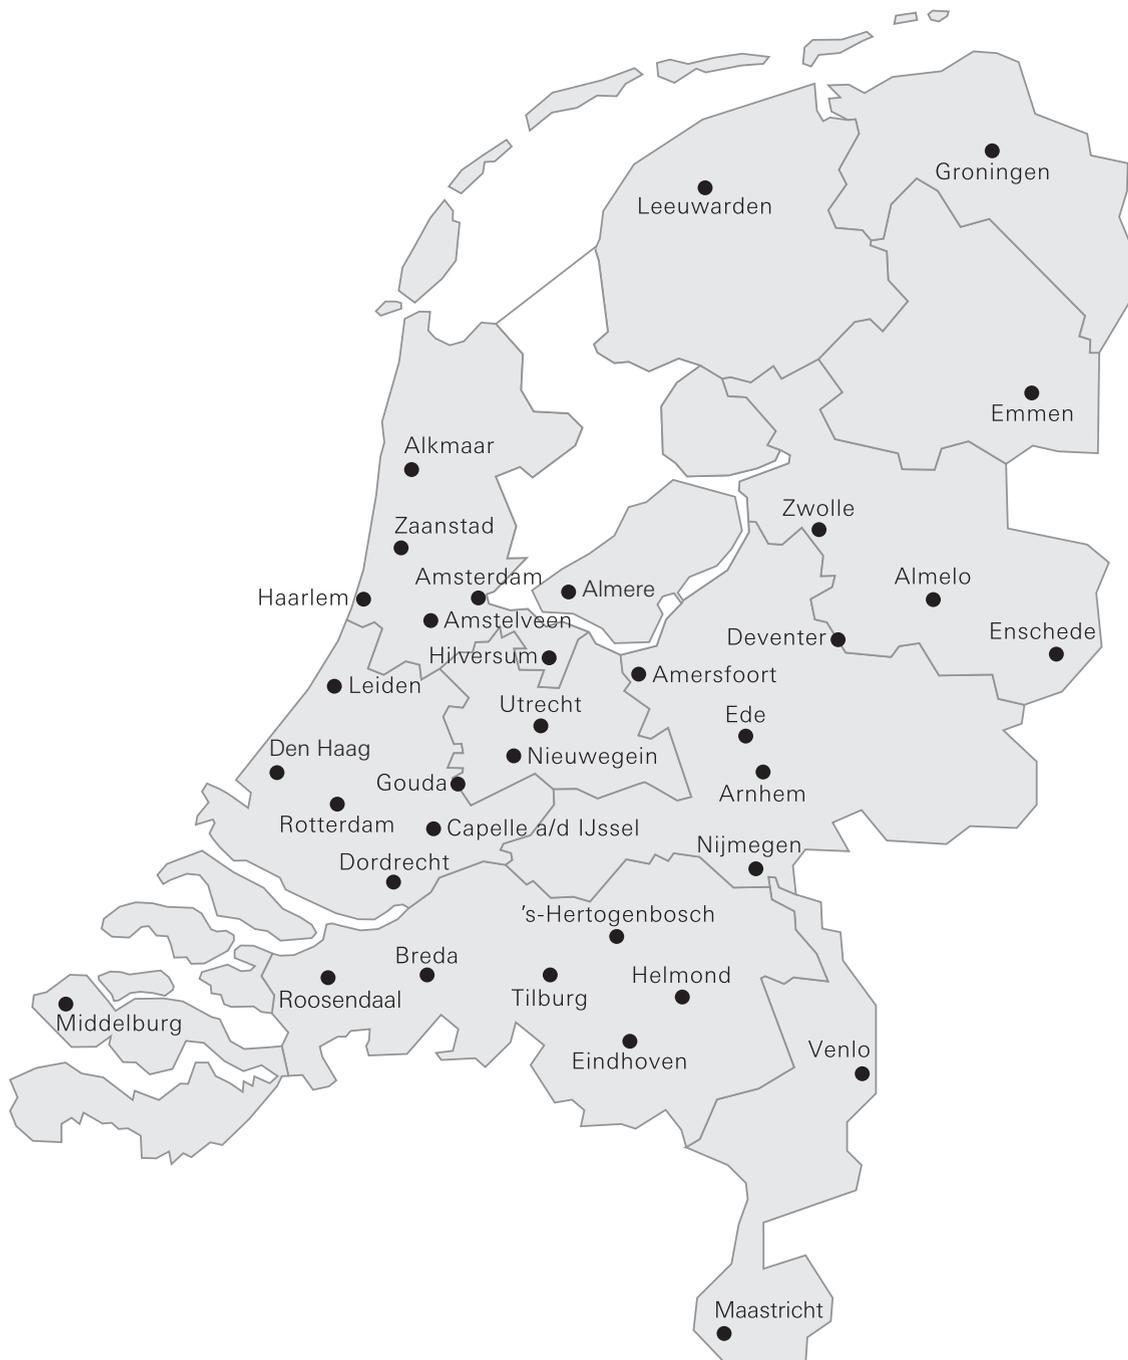 Groningen
Leeuwarden
Emmen
Alkmaar
Zwolle
Zaanstad
Amsterdam
Almelo
Almere
Haarlem
Amstelveen
Enschede
Deventer
Hilversum
Amersfoort
Leiden
Utrecht
Ede
Den Haag
Nieuwegein
Gouda
Arnhem
Rotterdam
Capelle a/d IJssel
Nijmegen
Dordrecht
’s-Hertogenbosch
Breda
Helmond
Roosendaal
Tilburg
Middelburg
Venlo
Eindhoven
Maastricht